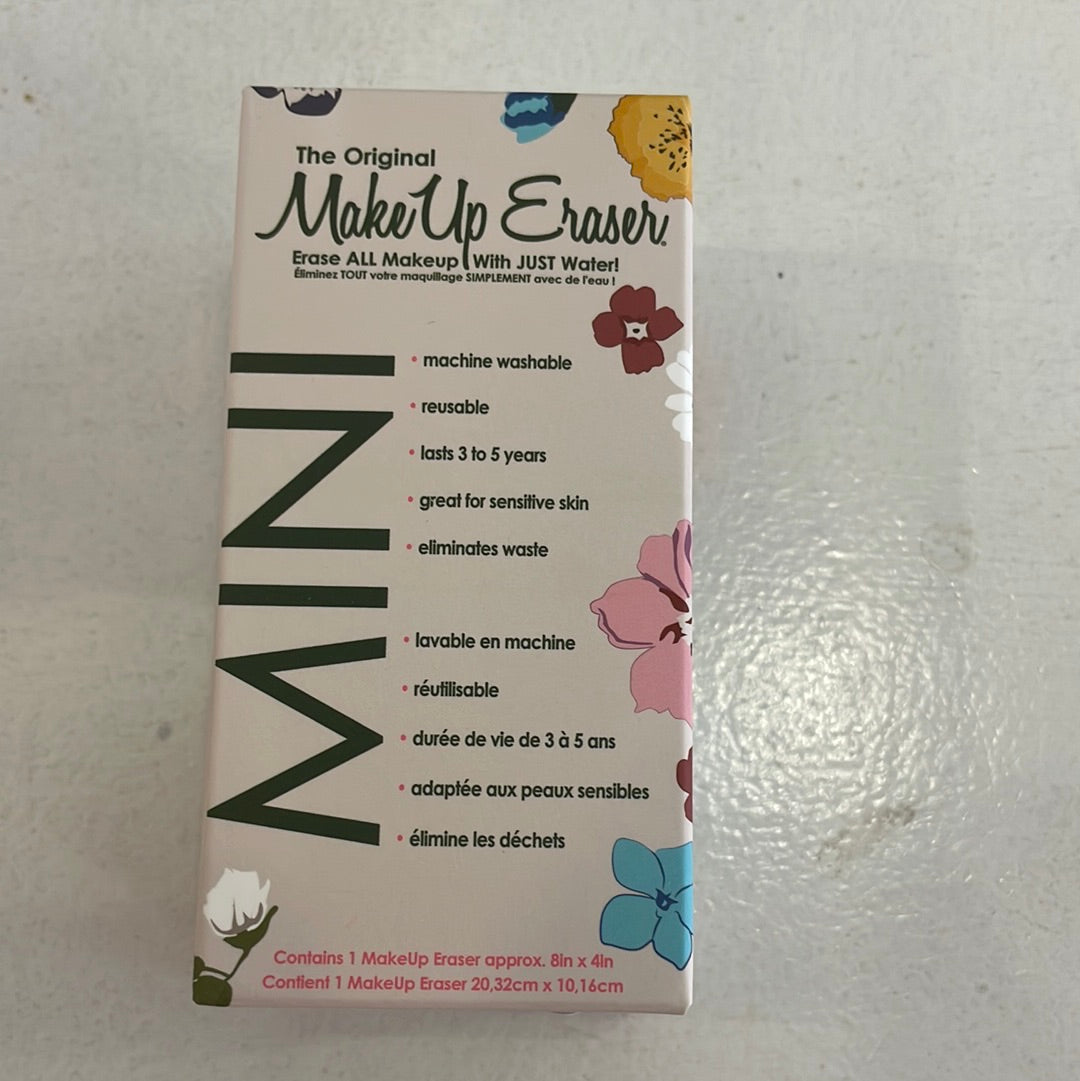 The Original
MakeUp Eraser®
Erase ALL Makeup With JUST Water!
Éliminez TOUT votre maquillage SIMPLEMENT avec de l'eau !
MINI
• machine washable
• reusable
• lasts 3 to 5 years
• great for sensitive skin
• eliminates waste
• lavable en machine
• réutilisable
• durée de vie de 3 à 5 ans
• adaptée aux peaux sensibles
• élimine les déchets
Contains 1 MakeUp Eraser approx. 8in x 4in
Contient 1 MakeUp Eraser 20,32cm x 10,16cm